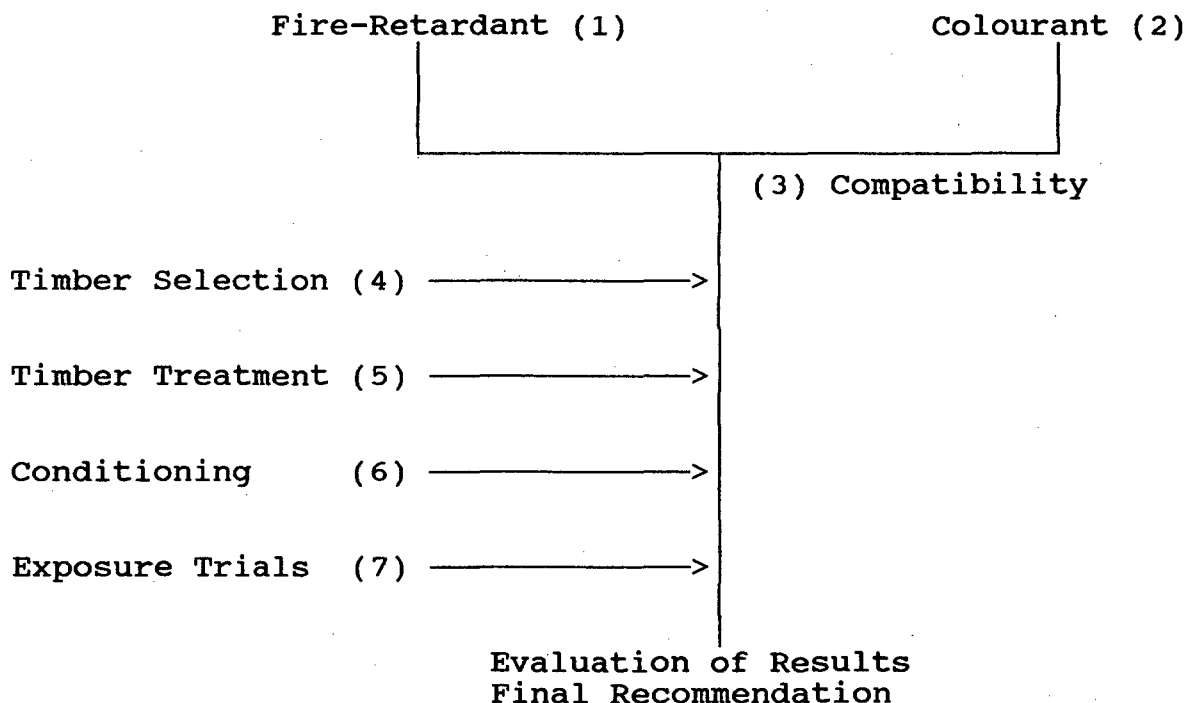 Fire-Retardant (1) Colourant (2)
(3) Compatibility
Timber Selection (4)
Timber Treatment (5)
Conditioning (6)
Exposure Trials (7)
Evaluation of Results
Final Recommendation